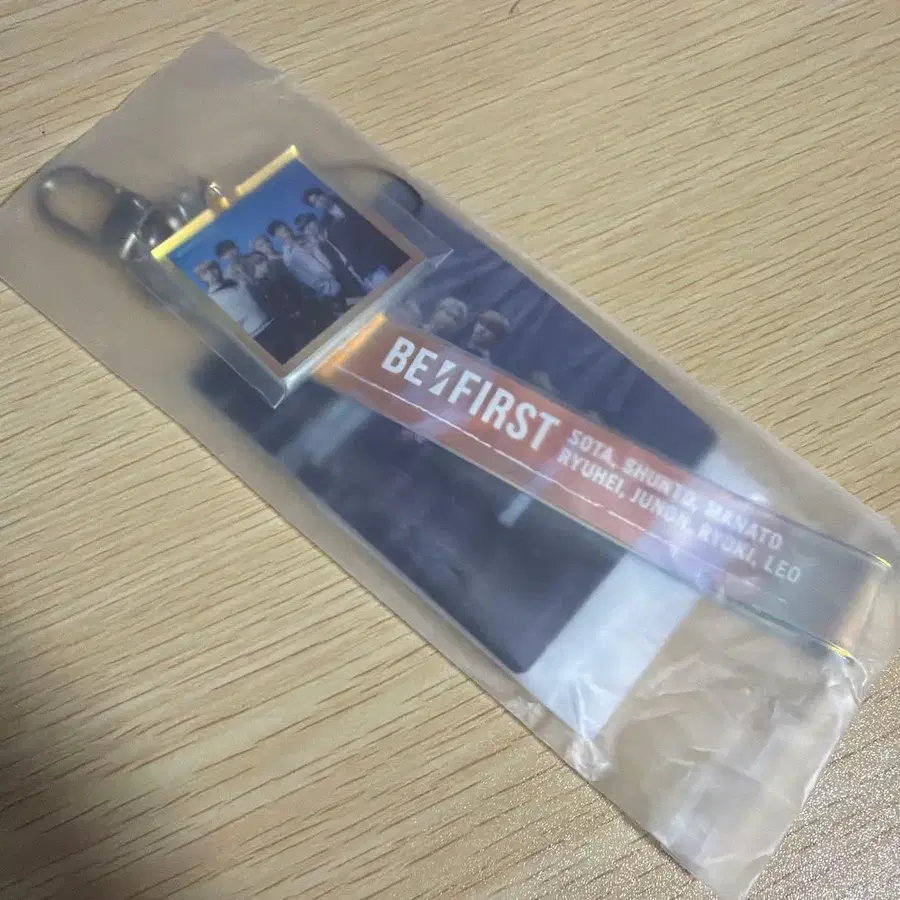 BE:FIRST
SOTA, SHUNTO, MANATO
RYUHEI, JUNON, RYOKI, LEO